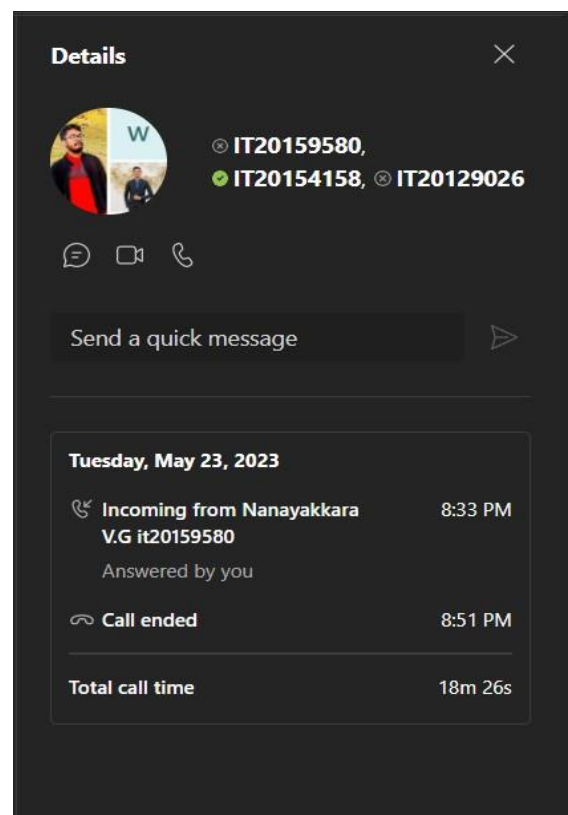 Details
W
IT20159580,
IT20154158, IT20129026
Send a quick message
Tuesday, May 23, 2023
Incoming from Nanayakkara 8:33 PM
V.G it20159580
Answered by you
Call ended 8:51 PM
Total call time 18m 26s